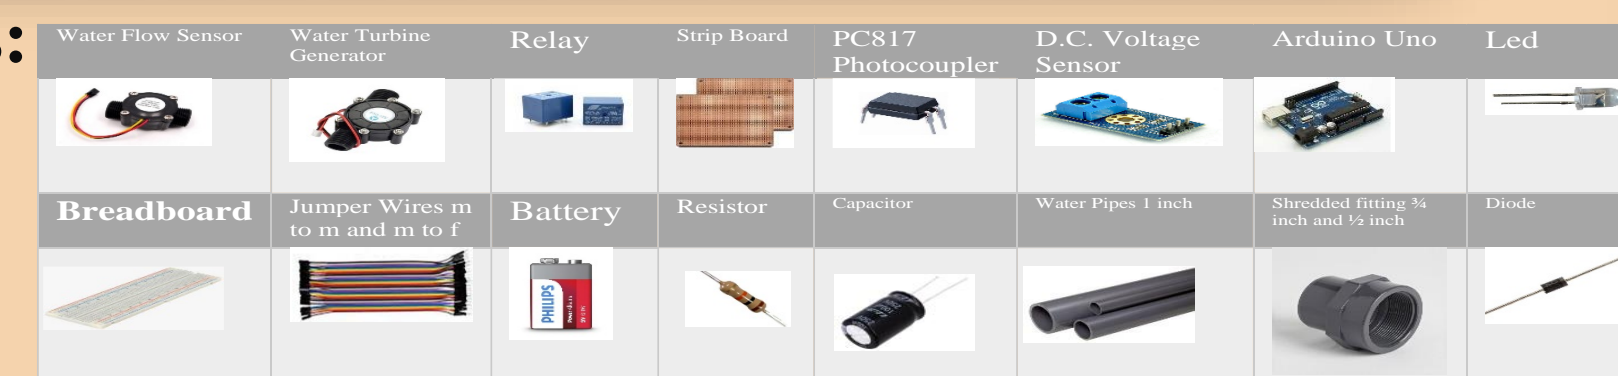 :
Water Flow Sensor
Water Turbine
Generator
Relay
Strip Board
PC817
Photocoupler
D.C. Voltage
Sensor
Arduino Uno
Led
Breadboard
Jumper Wires m
to m and m to f
Battery
Resistor
Capacitor
Water Pipes 1 inch
Shredded fitting ¾
inch and ½ inch
Diode
PHILIPS